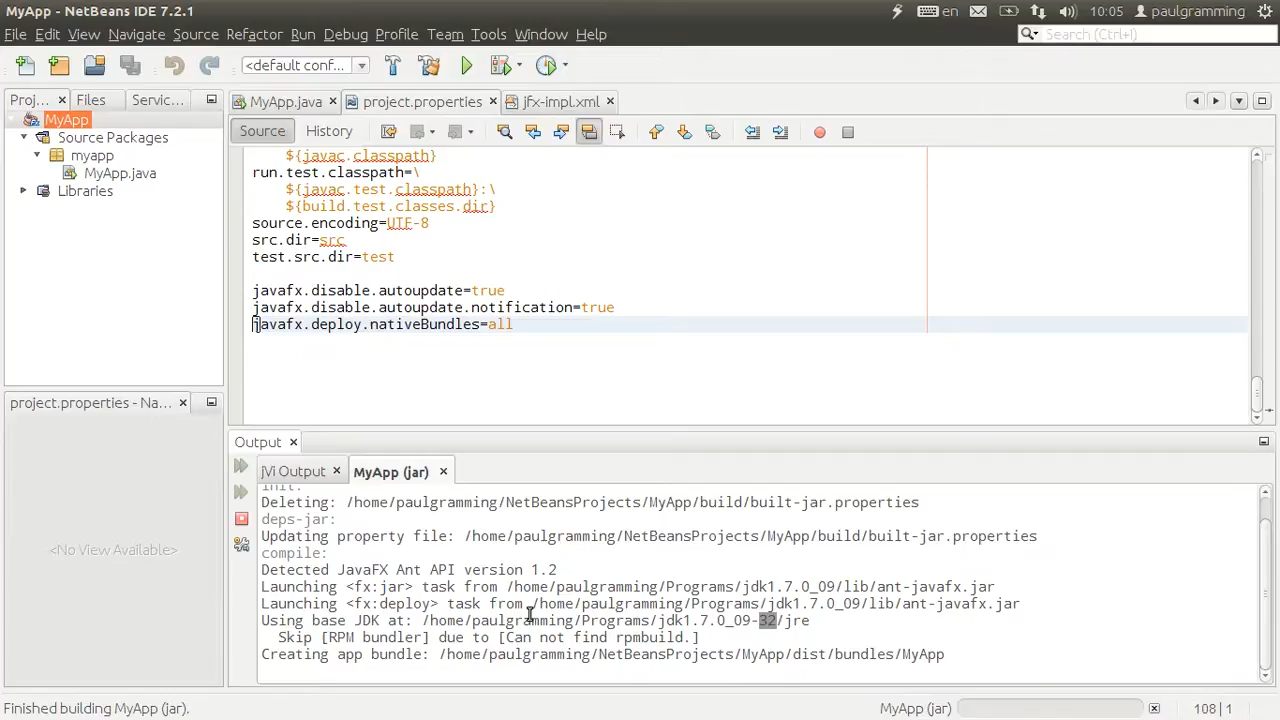 MyApp - NetBeans IDE 7.2.1
en
10:05
paulgramming
File Edit View Navigate Source Refactor Run Debug Profile Team Tools Window Help
Search (Ctrl+I)
<default conf...
Proj...
Files
Servic...
MyApp.java
project.properties
jfx-impl.xml
MyApp
Source Packages
myapp
MyApp.java
Libraries
Source
History
${javac.classpath}
run.test.classpath=\
${javac.test.classpath}:\
${build.test.classes.dir}
source.encoding=UTF-8
src.dir=src
test.src.dir=test
javafx.disable.autoupdate=true
javafx.disable.autoupdate.notification=true
javafx.deploy.nativeBundles=all
project.properties - Na...
<No View Available>
Output
jVi Output
MyApp (jar)
init:
Deleting: /home/paulgramming/NetBeansProjects/MyApp/build/built-jar.properties
deps-jar:
Updating property file: /home/paulgramming/NetBeansProjects/MyApp/build/built-jar.properties
compile:
Detected JavaFX Ant API version 1.2
Launching <fx:jar> task from /home/paulgramming/Programs/jdk1.7.0_09/lib/ant-javafx.jar
Launching <fx:deploy> task from /home/paulgramming/Programs/jdk1.7.0_09/lib/ant-javafx.jar
Using base JDK at: /home/paulgramming/Programs/jdk1.7.0_09-32/jre
Skip [RPM bundler] due to [Can not find rpmbuild.]
Creating app bundle: /home/paulgramming/NetBeansProjects/MyApp/dist/bundles/MyApp
Finished building MyApp (jar).
MyApp (jar)
108 | 1